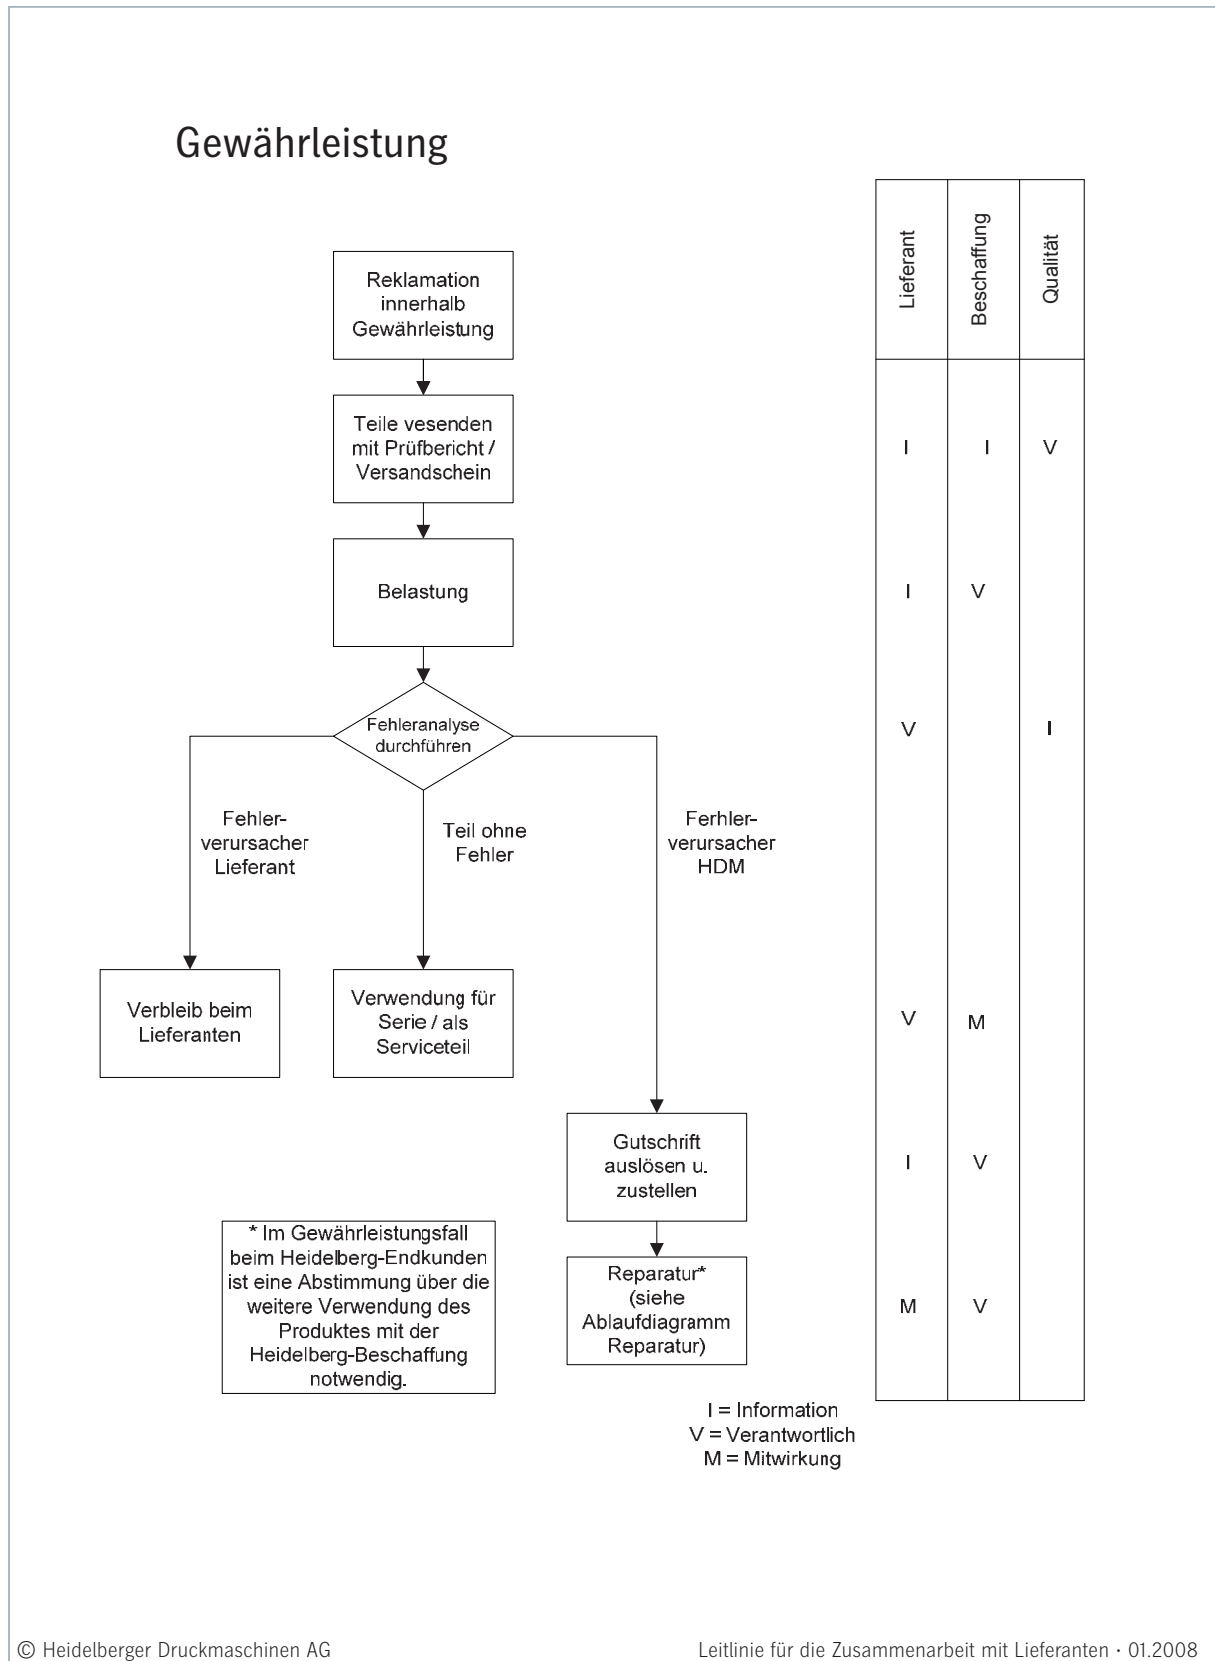 Gewährleistung
Lieferant
Beschaffung
Qualität
Reklamation
innerhalb
Gewährleistung
Teile vesenden
mit Prüfbericht /
Versandschein
I I V
Belastung
I V
Fehleranalyse
durchführen
V I
Fehler-
verursacher
Lieferant
Teil ohne
Fehler
Ferhler-
verursacher
HDM
Verbleib beim
Lieferanten
Verwendung für
Serie / als
Serviceteil
V M
Gutschrift
auslösen u.
zustellen
I V
* Im Gewährleistungsfall
beim Heidelberg-Endkunden
ist eine Abstimmung über die
weitere Verwendung des
Produktes mit der
Heidelberg-Beschaffung
notwendig.
Reparatur*
(siehe
Ablaufdiagramm
Reparatur)
M V
I = Information
V = Verantwortlich
M = Mitwirkung
© Heidelberger Druckmaschinen AG
Leitlinie für die Zusammenarbeit mit Lieferanten · 01.2008